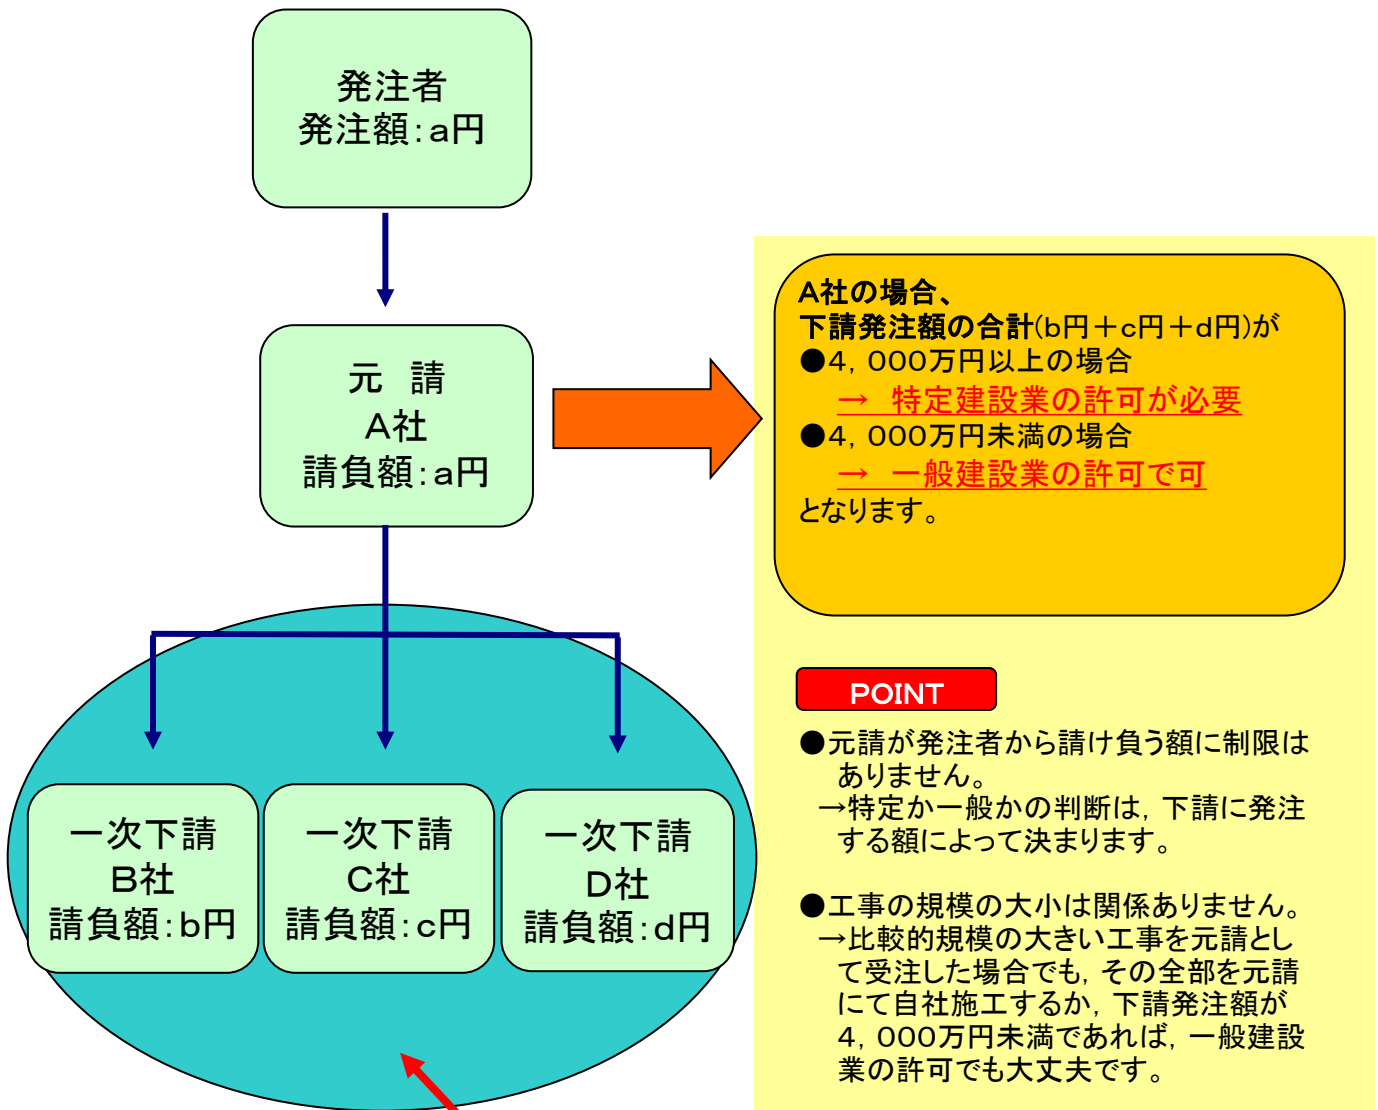 発注者
発注額：a円
元　請
A社
請負額：a円
A社の場合、
下請発注額の合計(b円＋c円＋d円)が
●4，000万円以上の場合
→　特定建設業の許可が必要
●4，000万円未満の場合
→　一般建設業の許可で可
となります。
一次下請
B社
請負額：b円
一次下請
C社
請負額：c円
一次下請
D社
請負額：d円
POINT
●元請が発注者から請け負う額に制限は
ありません。
→特定か一般かの判断は，下請に発注
する額によって決まります。
●工事の規模の大小は関係ありません。
→比較的規模の大きい工事を元請とし
て受注した場合でも，その全部を元請
にて自社施工するか，下請発注額が
4，000万円未満であれば，一般建設
業の許可でも大丈夫です。